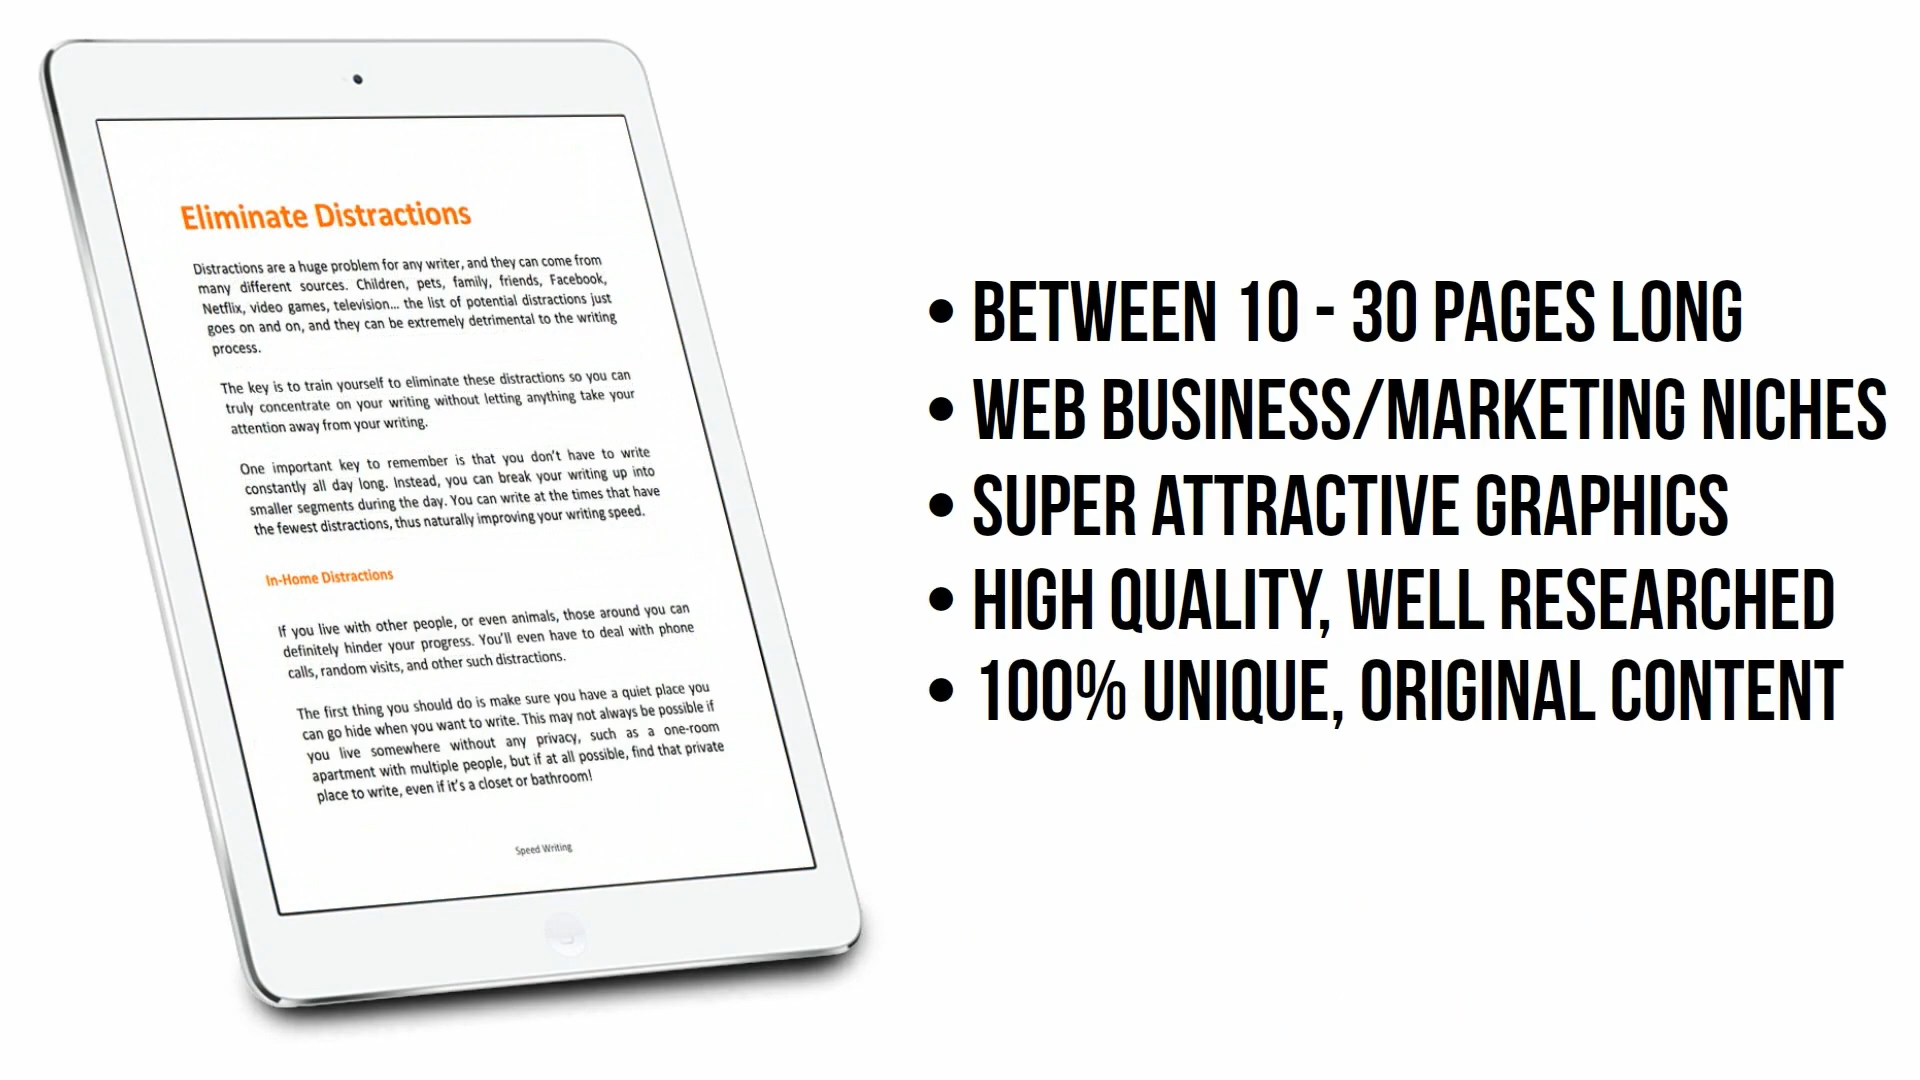 Eliminate Distractions
Distractions are a huge problem for any writer, and they can come from
many different sources. Children, pets, family, friends, Facebook,
Netflix, video games, television... the list of potential distractions just
goes on and on, and they can be extremely detrimental to the writing
process.
The key is to train yourself to eliminate these distractions so you can
truly concentrate on your writing without letting anything take your
attention away from your writing.
One important key to remember is that you don't have to write
constantly all day long. Instead, you can break your writing up into
smaller segments during the day. You can write at the times that have
the fewest distractions, thus naturally improving your writing speed.
In-Home Distractions
If you live with other people, or even animals, those around you can
definitely hinder your progress. You'll even have to deal with phone
calls, random visits, and other such distractions.
The first thing you should do is make sure you have a quiet place you
can go hide when you want to write. This may not always be possible if
you live somewhere without any privacy, such as a one-room
apartment with multiple people, but if at all possible, find that private
place to write, even if it's a closet or bathroom!
Speed Writing
• BETWEEN 10 - 30 PAGES LONG
• WEB BUSINESS/MARKETING NICHES
• SUPER ATTRACTIVE GRAPHICS
• HIGH QUALITY, WELL RESEARCHED
• 100% UNIQUE, ORIGINAL CONTENT